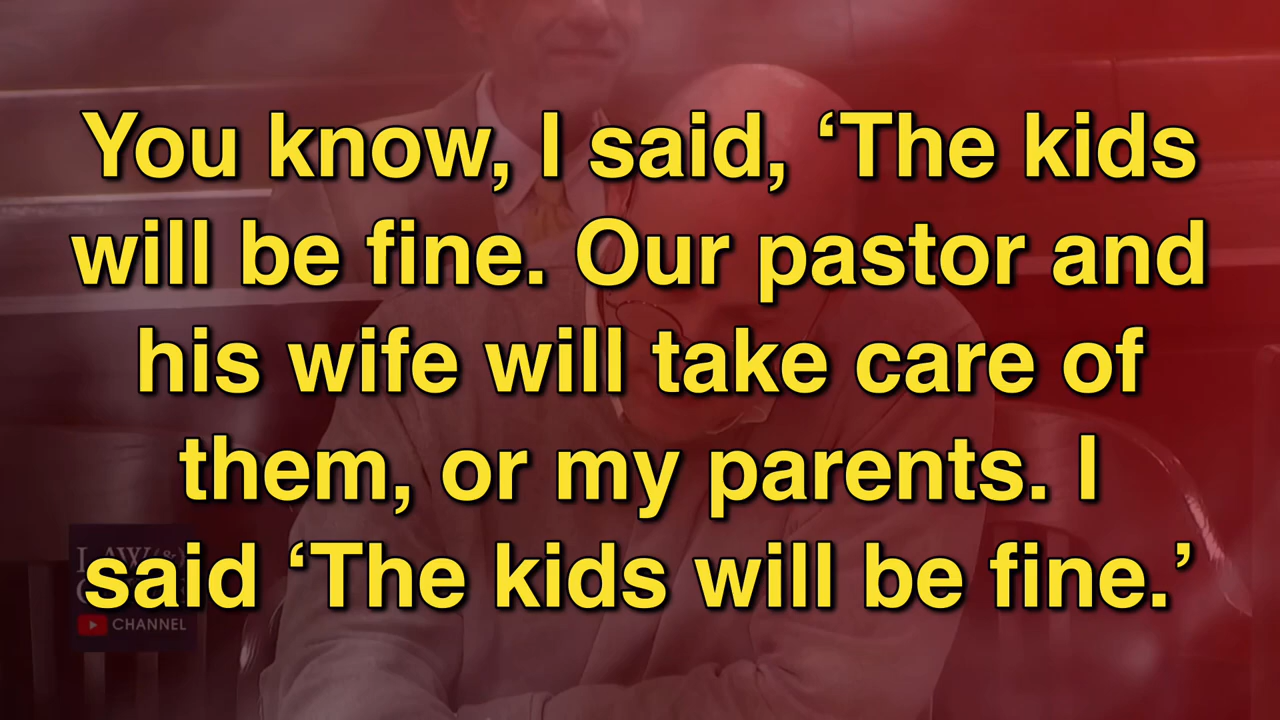 You know, I said, ‘The kids
will be fine. Our pastor and
his wife will take care of
them, or my parents. I
said ‘The kids will be fine.’
LAW(&)
CHANNEL